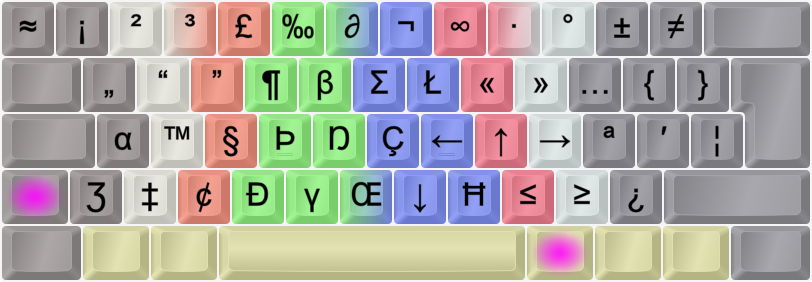 ≈ ¡ ² ³ £ ‰ ∂ ¬ ∞ · ° ± ≠
„ “ ” ¶ β Σ Ł « » … { }
α ™ § Þ Ŋ Ç ← ↑ → ª ′ ¦
Ʒ ‡ ¢ Ð γ Œ ↓ Ħ ≤ ≥ ¿